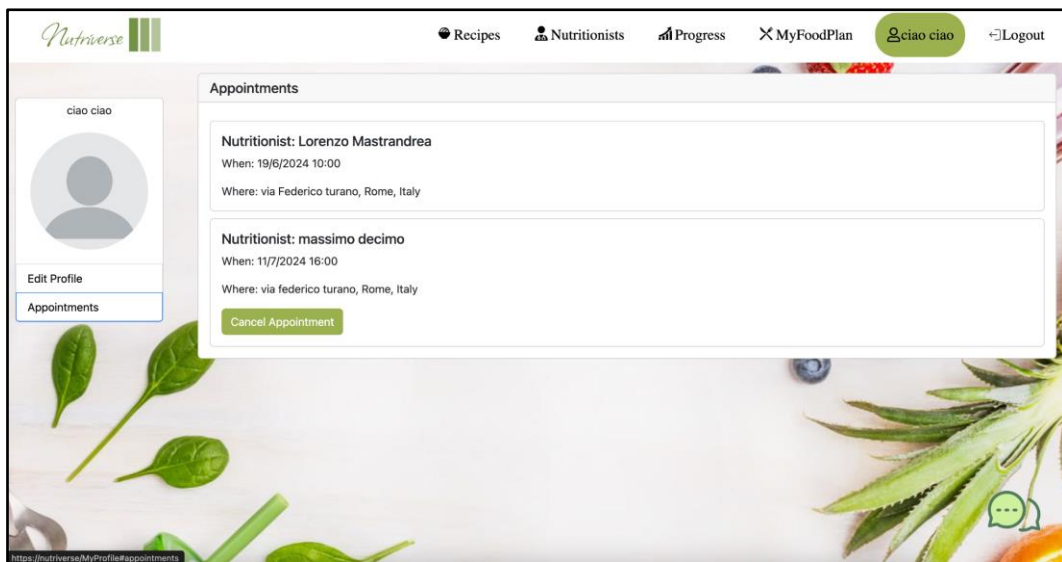 Nutriverse
Recipes
Nutritionists
Progress
MyFoodPlan
ciao ciao
Logout
ciao ciao
Edit Profile
Appointments
Appointments
Nutritionist: Lorenzo Mastrandrea
When: 19/6/2024 10:00
Where: via Federico turano, Rome, Italy
Nutritionist: massimo decimo
When: 11/7/2024 16:00
Where: via federico turano, Rome, Italy
Cancel Appointment
https://nutriverse/MyProfile#appointments